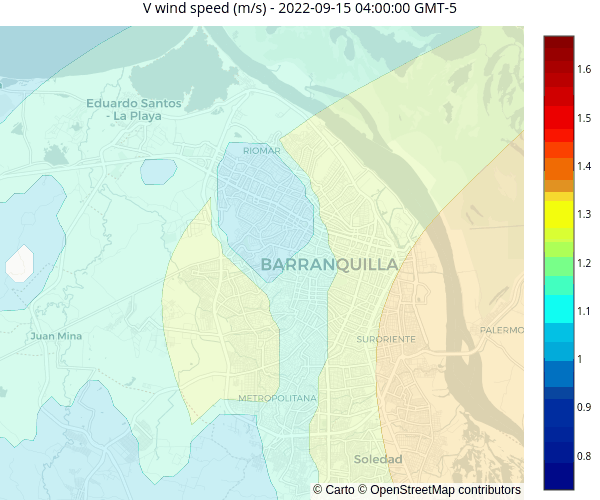 V wind speed (m/s) - 2022-09-15 04:00:00 GMT-5
Eduardo Santos
- La Playa
RIOMAR
BARRANQUILLA
Juan Mina
SURORIENTE
PALERMO
METROPOLITANA
Soledad
© Carto © OpenStreetMap contributors
1.6
1.5
1.4
1.3
1.2
1.1
1
0.9
0.8